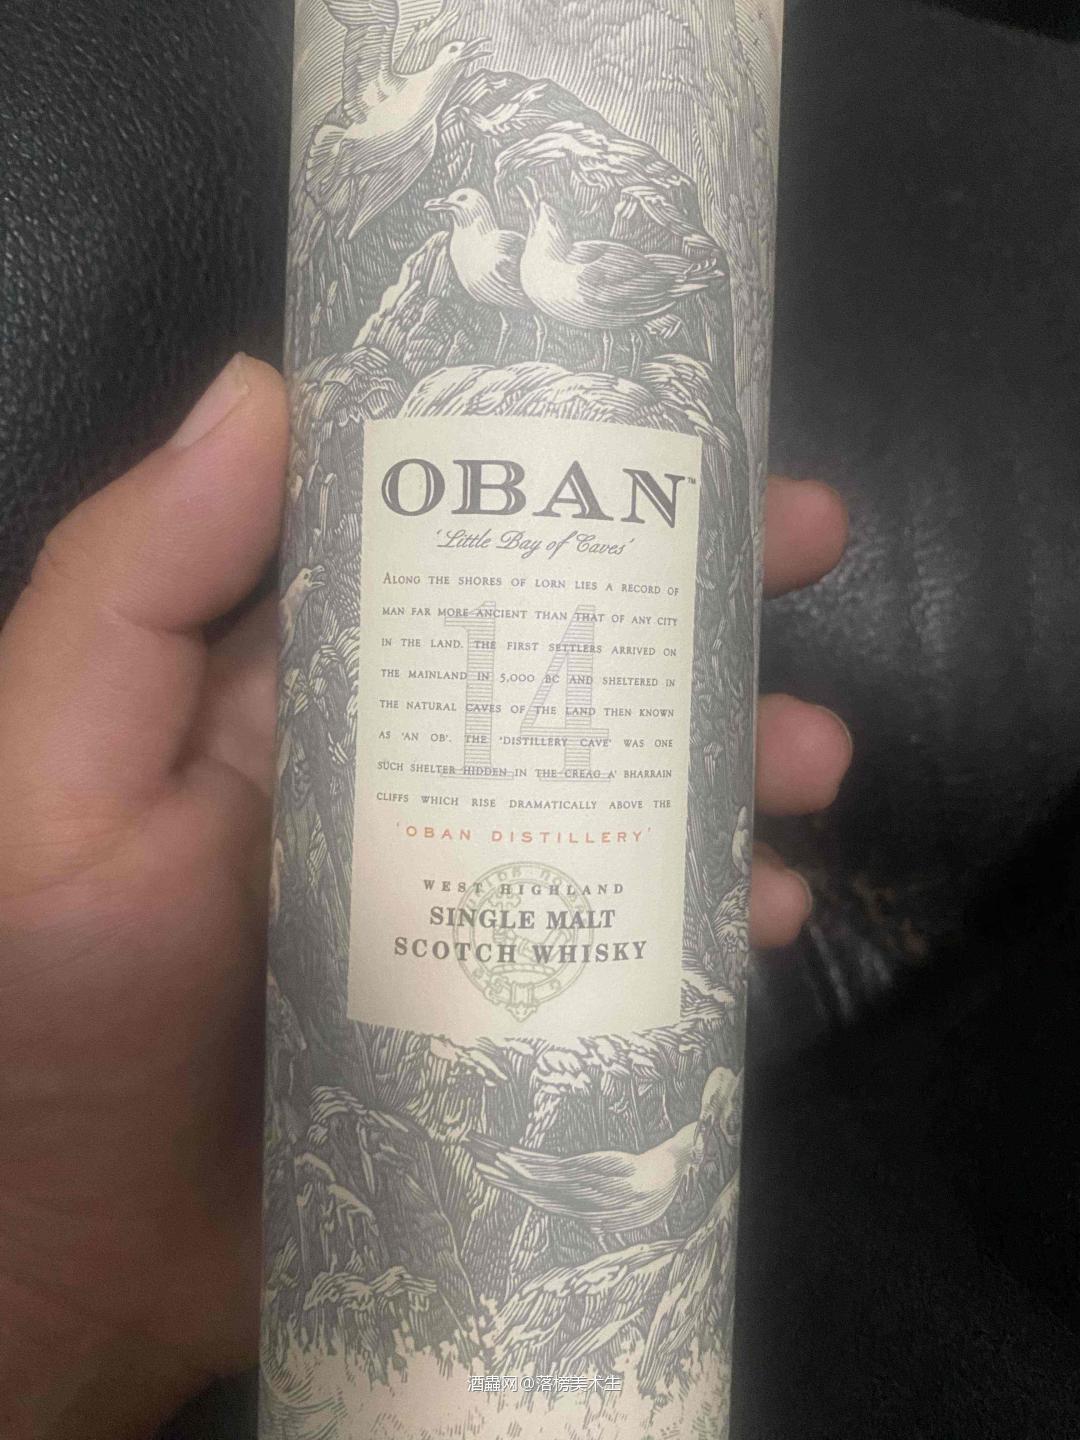 OBAN™
'Little Bay of Caves'
14
ALONG THE SHORES OF LORN LIES A RECORD OF
MAN FAR MORE ANCIENT THAN THAT OF ANY CITY
IN THE LAND. THE FIRST SETTLERS ARRIVED ON
THE MAINLAND IN 5,000 BC AND SHELTERED IN
THE NATURAL CAVES OF THE LAND THEN KNOWN
AS 'AN OB'. THE 'DISTILLERY CAVE' WAS ONE
SUCH SHELTER HIDDEN IN THE CREAG A' BHARRAIN
CLIFFS WHICH RISE DRAMATICALLY ABOVE THE
'OBAN DISTILLERY'
WEST HIGHLAND
SINGLE MALT
SCOTCH WHISKY
酒蟲网@落榜美术生